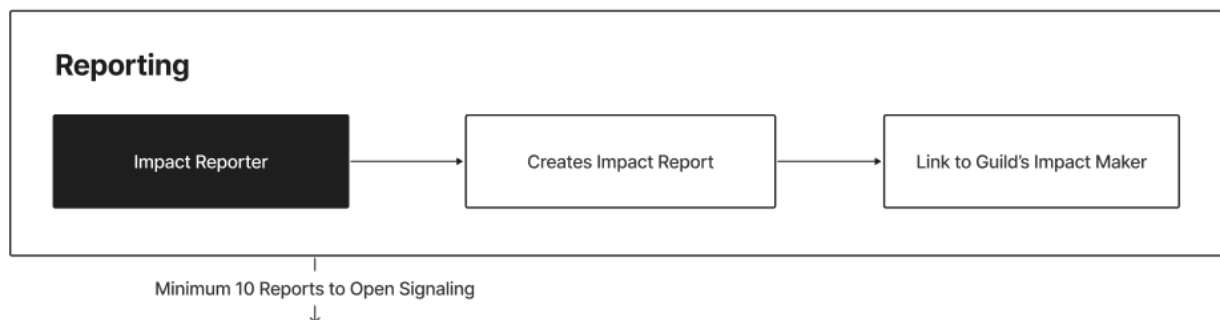 Reporting
Impact Reporter
Creates Impact Report
Link to Guild's Impact Maker
Minimum 10 Reports to Open Signaling